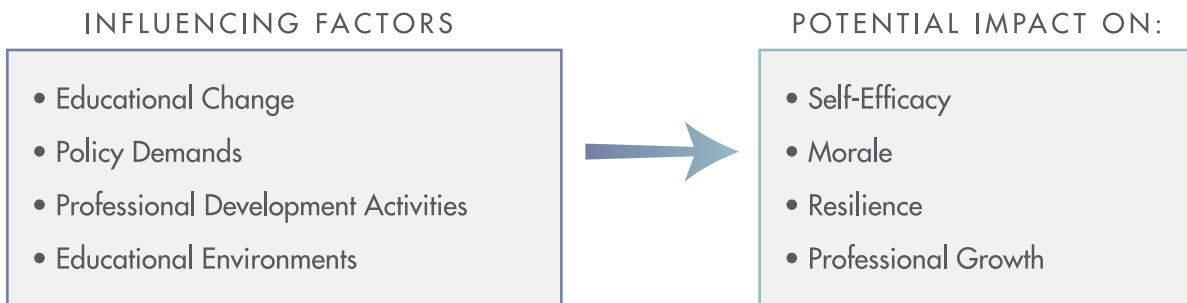 INFLUENCING FACTORS
• Educational Change
• Policy Demands
• Professional Development Activities
• Educational Environments
POTENTIAL IMPACT ON:
• Self-Efficacy
• Morale
• Resilience
• Professional Growth